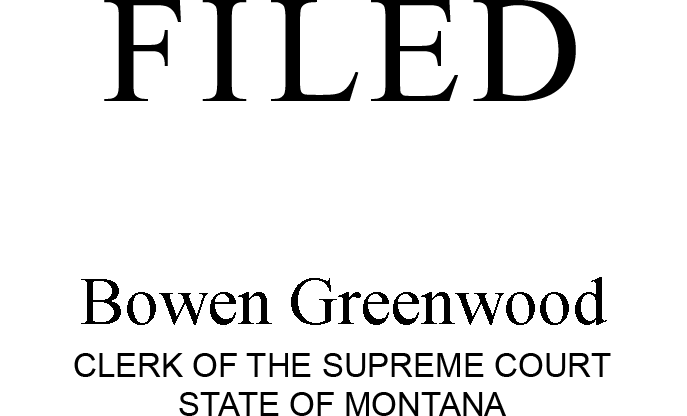 FILED
Bowen Greenwood
CLERK OF THE SUPREME COURT
STATE OF MONTANA